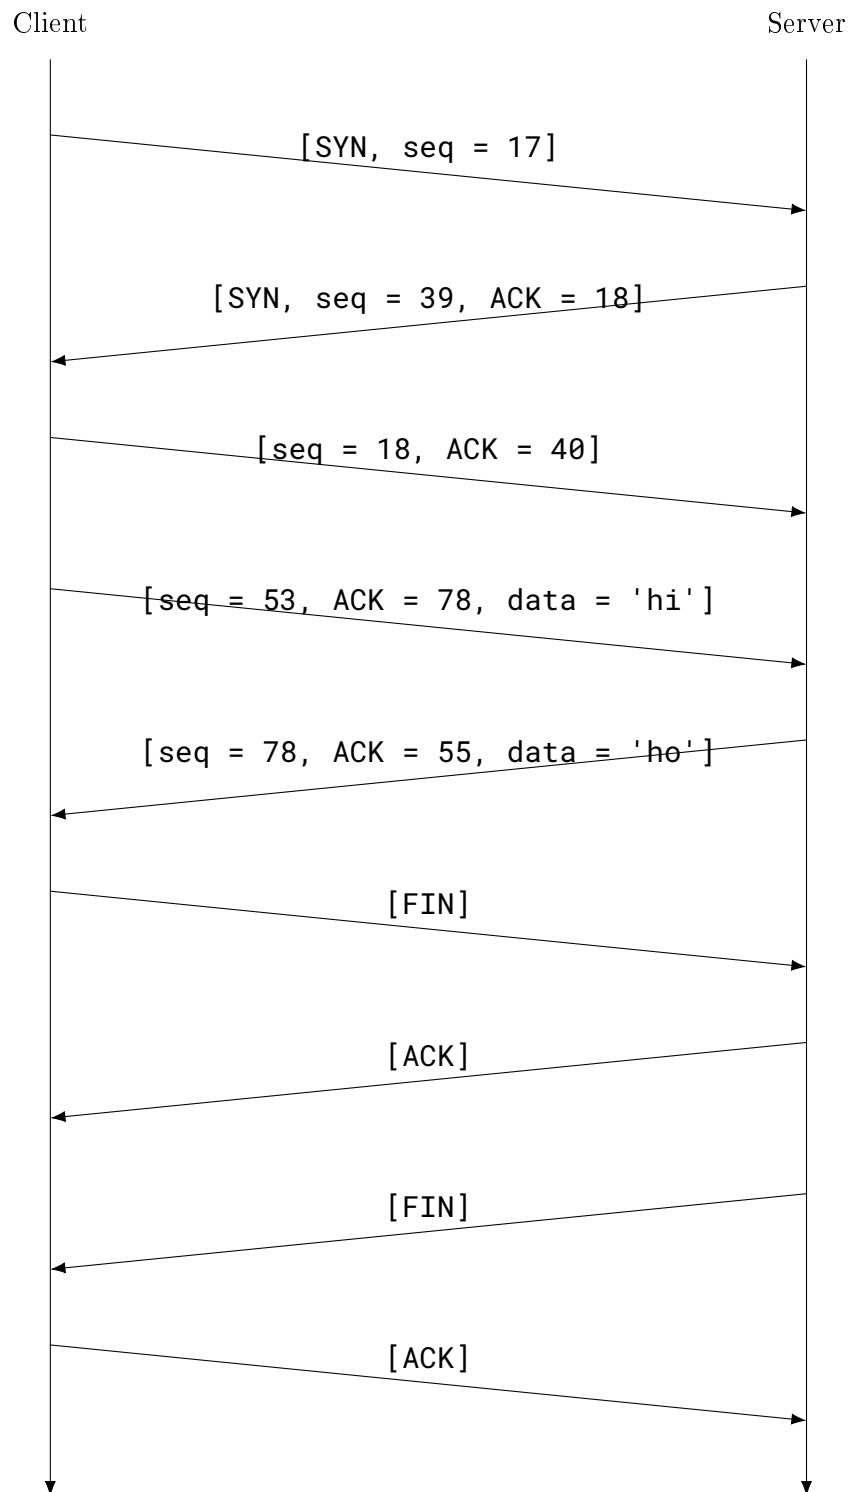 Client Server
[SYN, seq = 17]
[SYN, seq = 39, ACK = 18]
[seq = 18, ACK = 40]
[seq = 53, ACK = 78, data = 'hi']
[seq = 78, ACK = 55, data = 'ho']
[FIN]
[ACK]
[FIN]
[ACK]